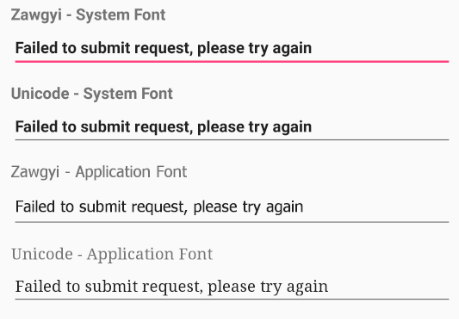 Zawgyi - System Font
Failed to submit request, please try again
Unicode - System Font
Failed to submit request, please try again
Zawgyi - Application Font
Failed to submit request, please try again
Unicode - Application Font
Failed to submit request, please try again